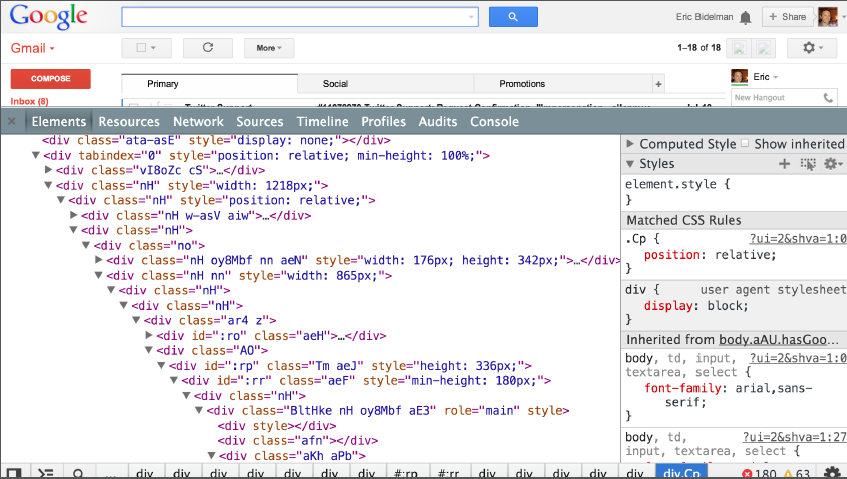 Google
Eric Bidelman
+ Share
Gmail
More
1–18 of 18
COMPOSE
Primary
Social
Promotions
+
Eric
New Hangout
Inbox (8)
× Elements Resources Network Sources Timeline Profiles Audits Console
<div class="ata-asE" style="display: none;"></div>
▼<div tabindex="0" style="position: relative; min-height: 100%;">
▶<div class="vI8oZc cS">…</div>
▼<div class="nH" style="width: 1218px;">
▼<div class="nH" style="position: relative;">
▶<div class="nH w-asV aiw">…</div>
▼<div class="nH">
▼<div class="no">
▶<div class="nH oy8Mbf nn aeN" style="width: 176px; height: 342px;">…</div>
▼<div class="nH nn" style="width: 865px;">
▼<div class="nH">
▼<div class="nH">
▼<div class="ar4 z">
▶<div id=":ro" class="aeH">…</div>
▼<div class="AO">
▼<div id=":rp" class="Tm aeJ" style="height: 336px;">
▼<div id=":rr" class="aeF" style="min-height: 180px;">
▼<div class="nH">
▼<div class="BltHke nH oy8Mbf aE3" role="main" style>
<div style></div>
<div class="afn"></div>
▼<div class="aKh aPb">
▶ Computed Style Show inherited
▼ Styles
element.style {
}
Matched CSS Rules
.Cp { ?ui=2&shva=1:0
position: relative;
}
div { user agent stylesheet
display: block;
}
Inherited from body.aAU.hasGoo…
body, td, input, ?ui=2&shva=1:0
textarea, select {
font-family: arial,sans-
serif;
}
body, td, ?ui=2&shva=1:27
input, textarea, select {
... div div div div div div #:rp #:rr div div div div div div.Cp 180 63